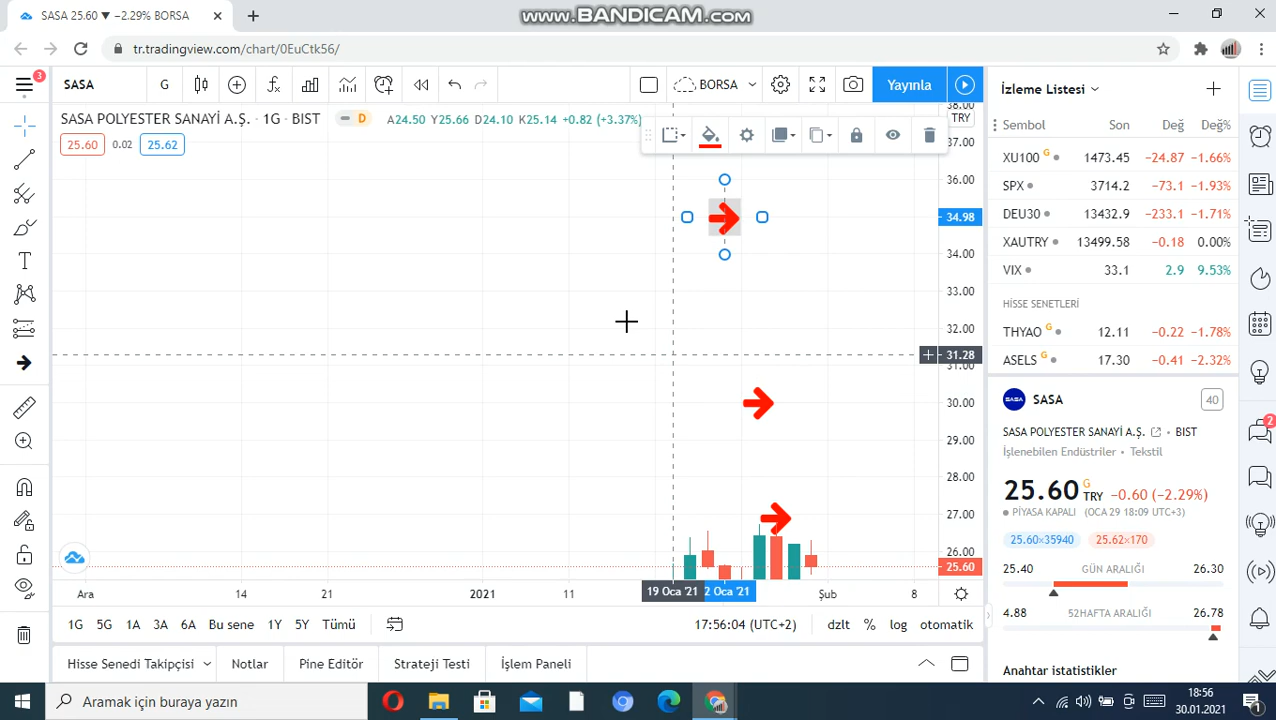 SASA 25.60 ▼ −2.29% BORSA
www.BANDICAM.com
tr.tradingview.com/chart/0EuCtk56/
3
SASA
G
BORSA
Yayınla
SASA POLYESTER SANAYİ A.Ş. · 1G · BIST
D
A24.50 Y25.66 D24.10 K25.14 +0.82 (+3.37%)
25.60
0.02
25.62
38.00
TRY
37.00
36.00
34.98
34.00
33.00
32.00
31.28
31.00
30.00
29.00
28.00
27.00
26.00
25.60
Ara
14
21
2021
11
19 Oca '21
2 Oca '21
Şub
8
1G 5G 1A 3A 6A Bu sene 1Y 5Y Tümü
17:56:04 (UTC+2)
dzlt % log otomatik
Hisse Senedi Takipçisi
Notlar
Pine Editör
Strateji Testi
İşlem Paneli
İzleme Listesi
Sembol Son Değ Değ%
XU100 G 1473.45 −24.87 −1.66%
SPX 3714.2 −73.1 −1.93%
DEU30 13432.9 −233.1 −1.71%
XAUTRY 13499.58 −0.18 0.00%
VIX 33.1 2.9 9.53%
HİSSE SENETLERİ
THYAO G 12.11 −0.22 −1.78%
ASELS G 17.30 −0.41 −2.32%
SASA SASA 40
SASA POLYESTER SANAYİ A.Ş. • BIST
İşlenebilen Endüstriler • Tekstil
25.60 G TRY −0.60 (−2.29%)
PİYASA KAPALI (OCA 29 18:09 UTC+3)
25.60×35940
25.62×170
25.40 GÜN ARALIĞI 26.30
4.88 52HAFTA ARALIĞI 26.78
Anahtar istatistikler
2
Aramak için buraya yazın
18:56
30.01.2021
1